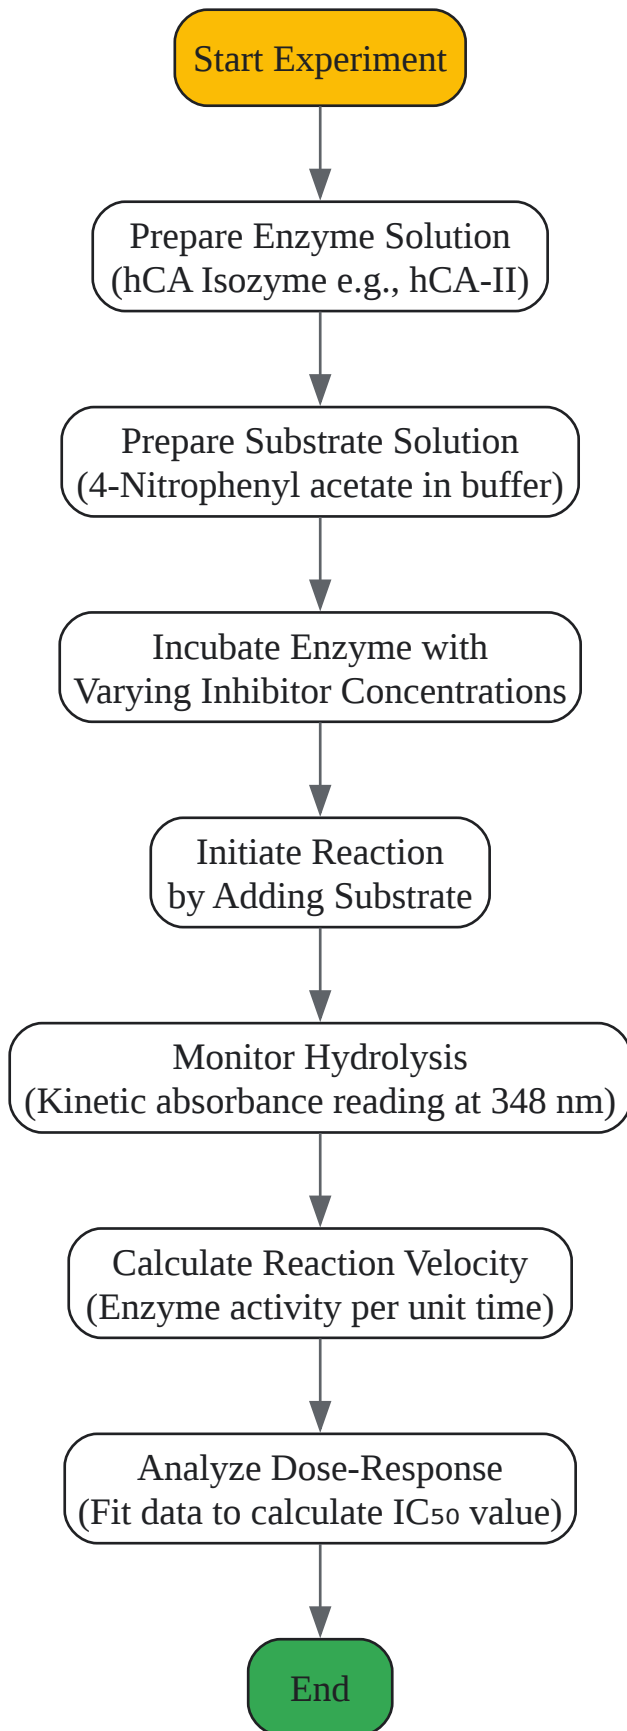 Start Experiment
Prepare Enzyme Solution
(hCA Isozyme e.g., hCA-II)
Prepare Substrate Solution
(4-Nitrophenyl acetate in buffer)
Incubate Enzyme with
Varying Inhibitor Concentrations
Initiate Reaction
by Adding Substrate
Monitor Hydrolysis
(Kinetic absorbance reading at 348 nm)
Calculate Reaction Velocity
(Enzyme activity per unit time)
Analyze Dose-Response
(Fit data to calculate IC₅₀ value)
End